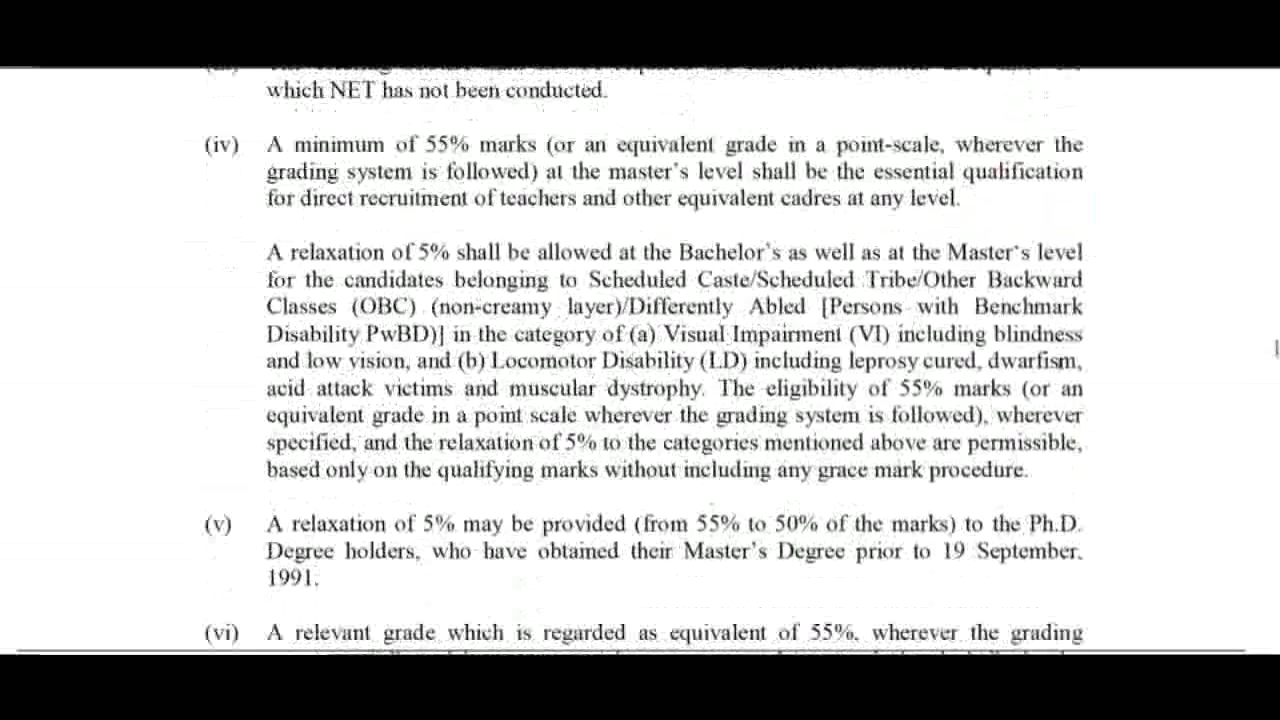 which NET has not been conducted.
(iv) A minimum of 55% marks (or an equivalent grade in a point-scale, wherever the
grading system is followed) at the master's level shall be the essential qualification
for direct recruitment of teachers and other equivalent cadres at any level.
A relaxation of 5% shall be allowed at the Bachelor's as well as at the Master's level
for the candidates belonging to Scheduled Caste/Scheduled Tribe/Other Backward
Classes (OBC) (non-creamy layer)/Differently Abled [Persons with Benchmark
Disability PwBD)] in the category of (a) Visual Impairment (VI) including blindness
and low vision, and (b) Locomotor Disability (LD) including leprosy cured, dwarfism,
acid attack victims and muscular dystrophy. The eligibility of 55% marks (or an
equivalent grade in a point scale wherever the grading system is followed), wherever
specified, and the relaxation of 5% to the categories mentioned above are permissible,
based only on the qualifying marks without including any grace mark procedure.
(v) A relaxation of 5% may be provided (from 55% to 50% of the marks) to the Ph.D.
Degree holders, who have obtained their Master's Degree prior to 19 September,
1991.
(vi) A relevant grade which is regarded as equivalent of 55%, wherever the grading